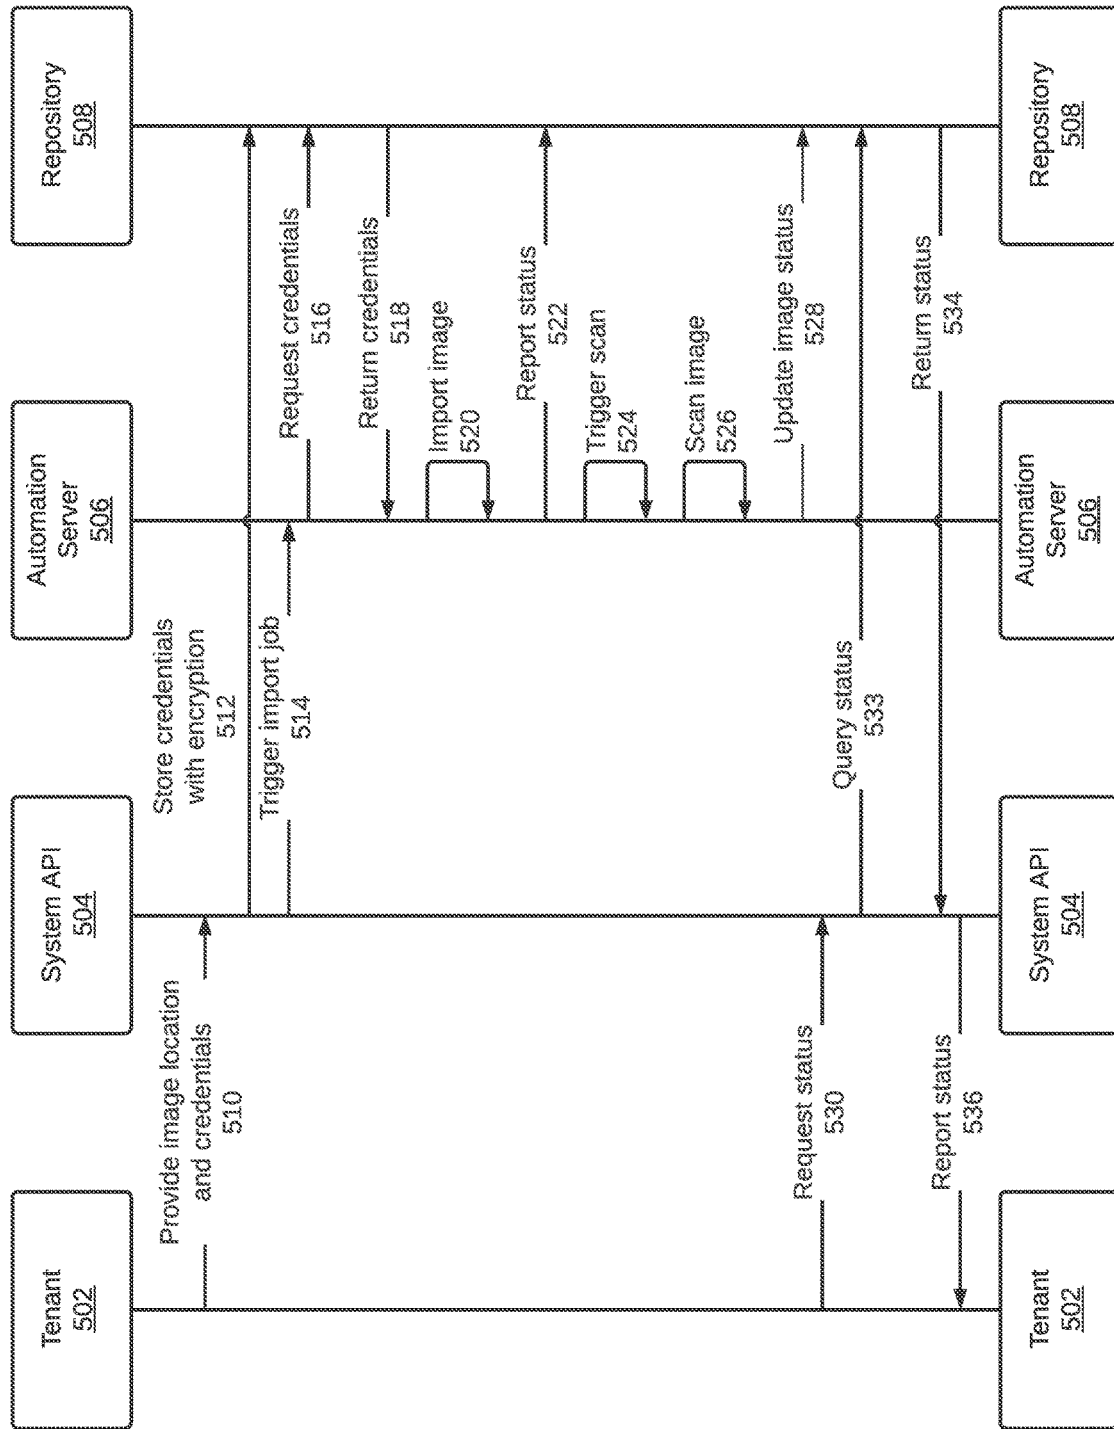 Tenant
502
System API
504
Automation
Server
506
Repository
508
Provide image location
and credentials
510
Store credentials
with encryption
512
Trigger import job
514
Request credentials
516
Return credentials
518
Import image
520
Report status
522
Trigger scan
524
Scan image
526
Update image status
528
Request status
530
Query status
533
Return status
534
Report status
536
Tenant
502
System API
504
Automation
Server
506
Repository
508